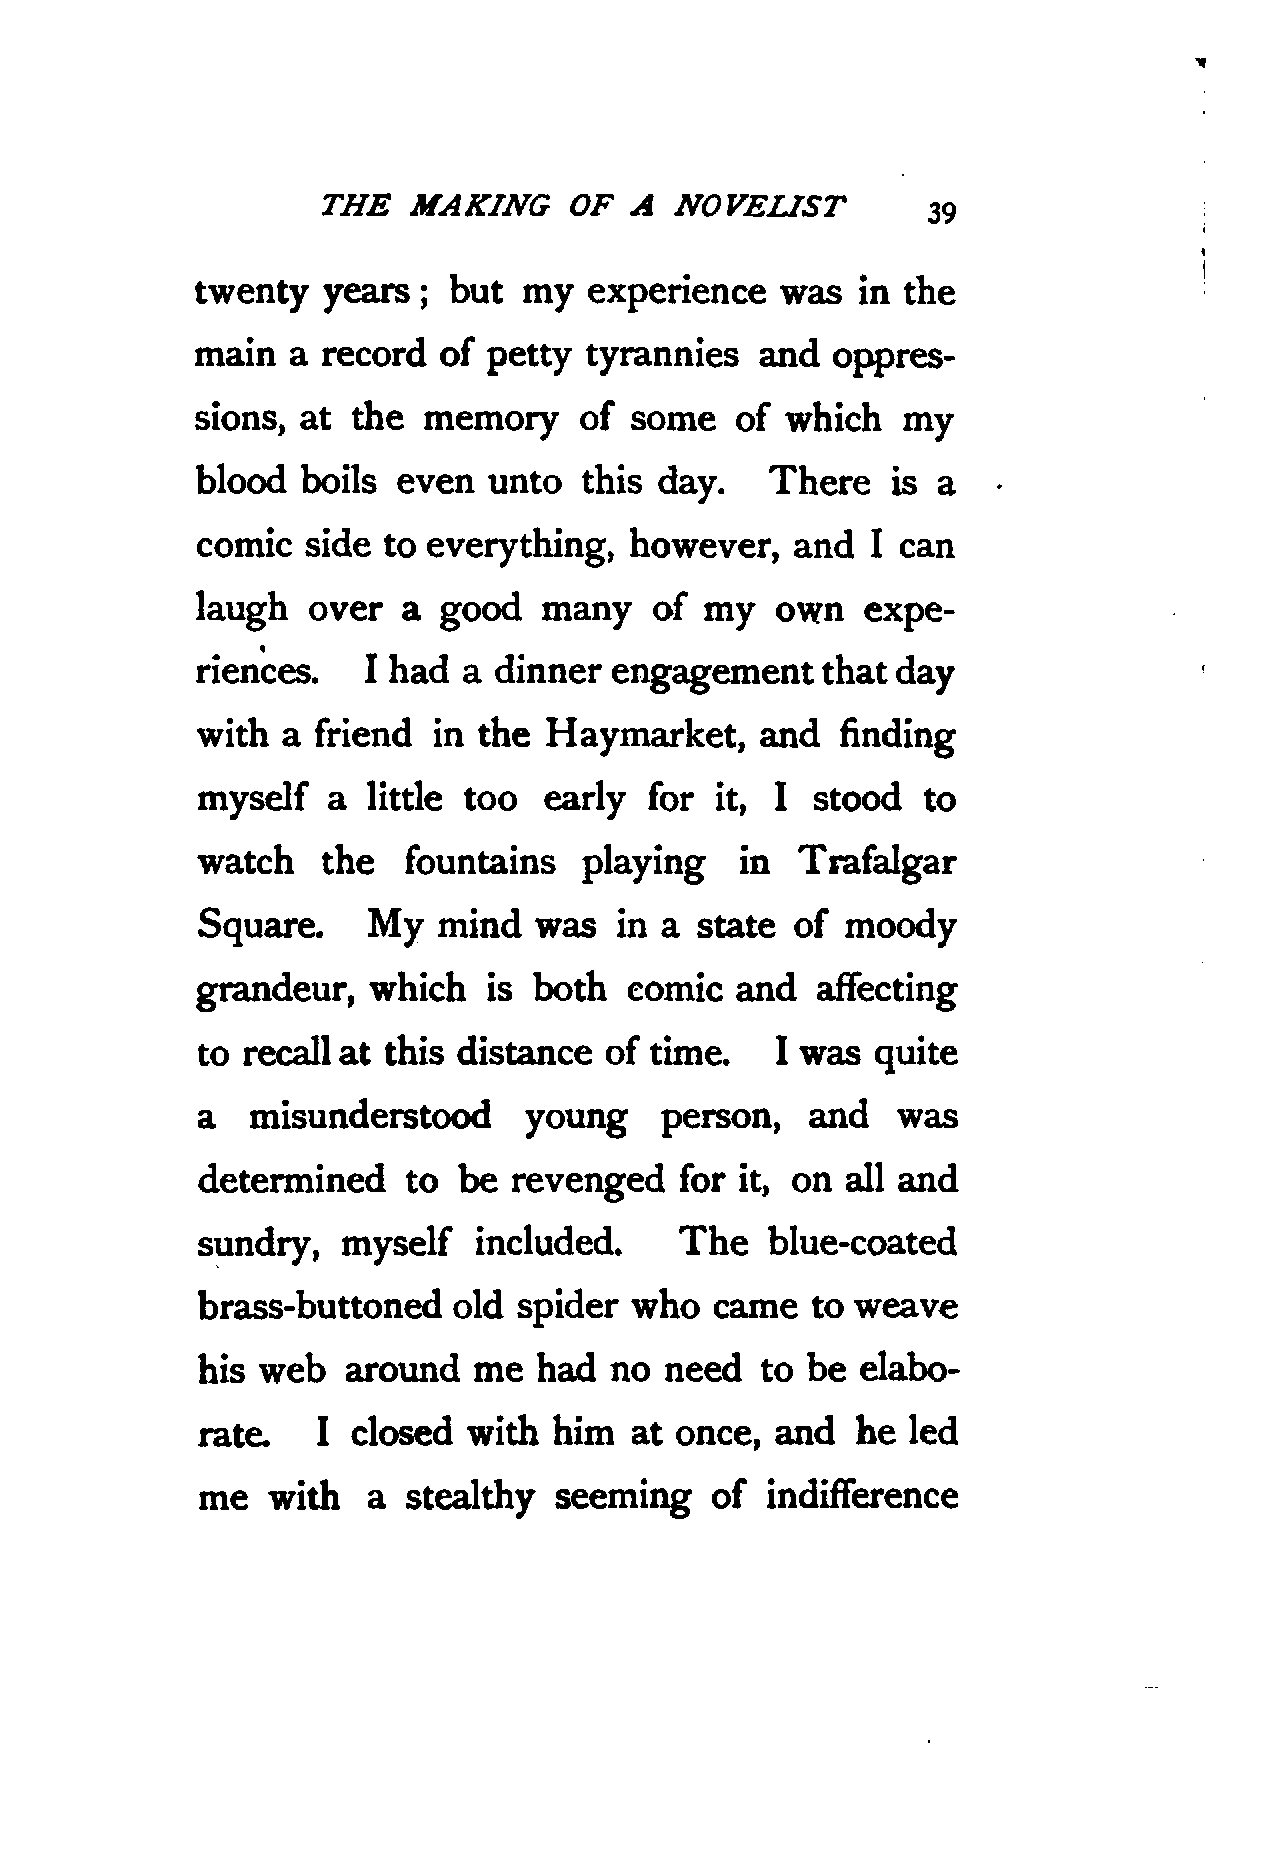 THE MAKING OF A NOVELIST 39
twenty years ; but my experience was in the
main a record of petty tyrannies and oppres-
sions, at the memory of some of which my
blood boils even unto this day. There is a
comic side to everything, however, and I can
laugh over a good many of my own expe-
riences. I had a dinner engagement that day
with a friend in the Haymarket, and finding
myself a little too early for it, I stood to
watch the fountains playing in Trafalgar
Square. My mind was in a state of moody
grandeur, which is both comic and affecting
to recall at this distance of time. I was quite
a misunderstood young person, and was
determined to be revenged for it, on all and
sundry, myself included. The blue-coated
brass-buttoned old spider who came to weave
his web around me had no need to be elabo-
rate. I closed with him at once, and he led
me with a stealthy seeming of indifference